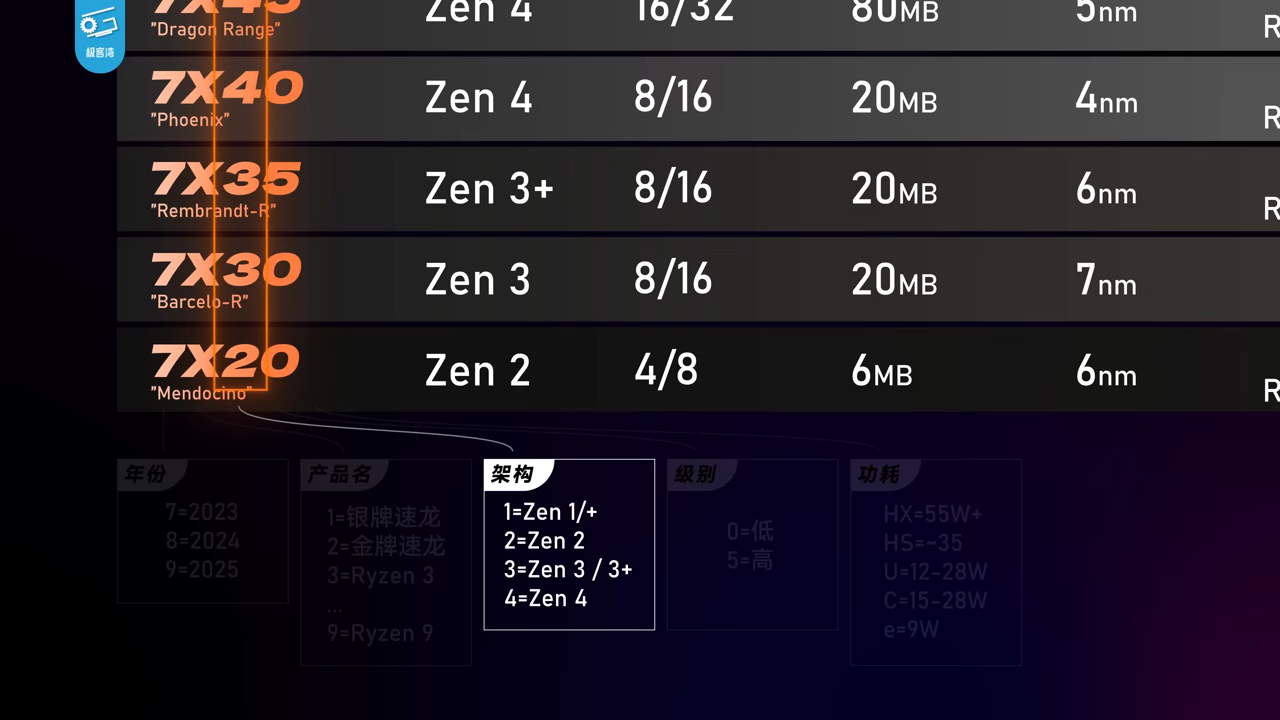 极客湾
7X45 Zen 4 16/32 80MB 5nm R
"Dragon Range"
7X40 Zen 4 8/16 20MB 4nm R
"Phoenix"
7X35 Zen 3+ 8/16 20MB 6nm R
"Rembrandt-R"
7X30 Zen 3 8/16 20MB 7nm
"Barcelo-R"
7X20 Zen 2 4/8 6MB 6nm R
"Mendocino"
年份
7=2023
8=2024
9=2025
产品名
1=银牌速龙
2=金牌速龙
3=Ryzen 3
...
9=Ryzen 9
架构
1=Zen 1/+
2=Zen 2
3=Zen 3 / 3+
4=Zen 4
级别
0=低
5=高
功耗
HX=55W+
HS=~35
U=12-28W
C=15-28W
e=9W